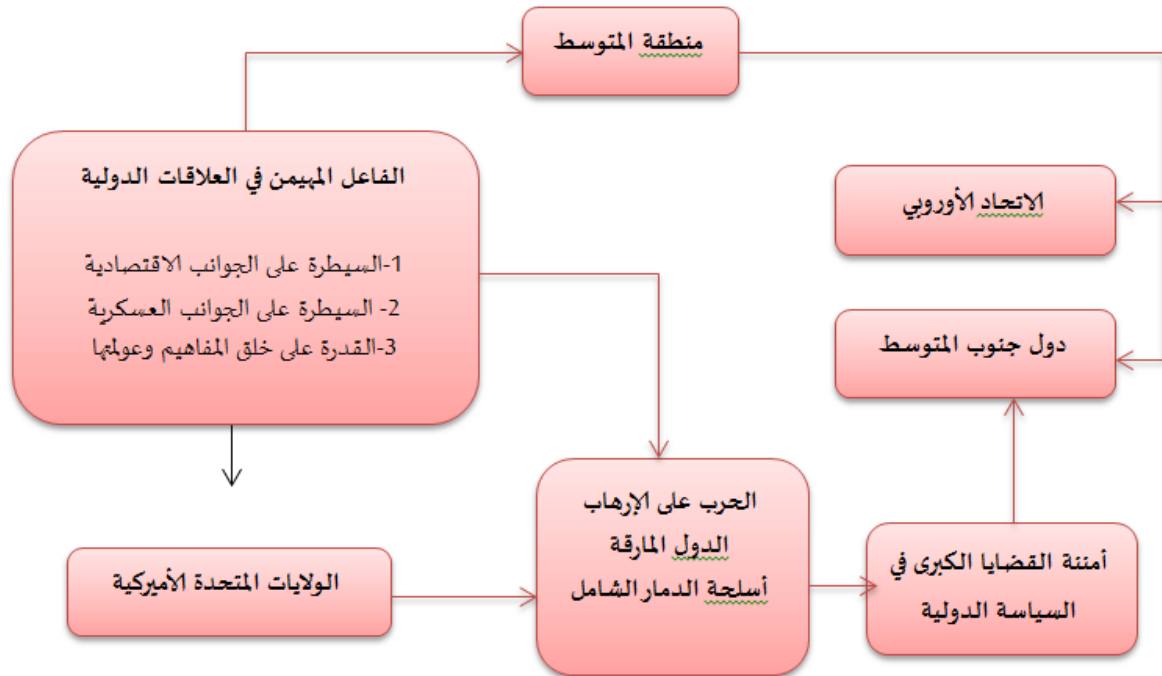 منطقة المتوسط
الفاعل المهيمن في العلاقات الدولية
1-السيطرة على الجوانب الاقتصادية
2- السيطرة على الجوانب العسكرية
3-القدرة على خلق المفاهيم وعولمتها
الاتحاد الأوروبي
دول جنوب المتوسط
الحرب على الإرهاب
الدول المارقة
أسلحة الدمار الشامل
أمننة القضايا الكبرى في
السياسة الدولية
الولايات المتحدة الأميركية